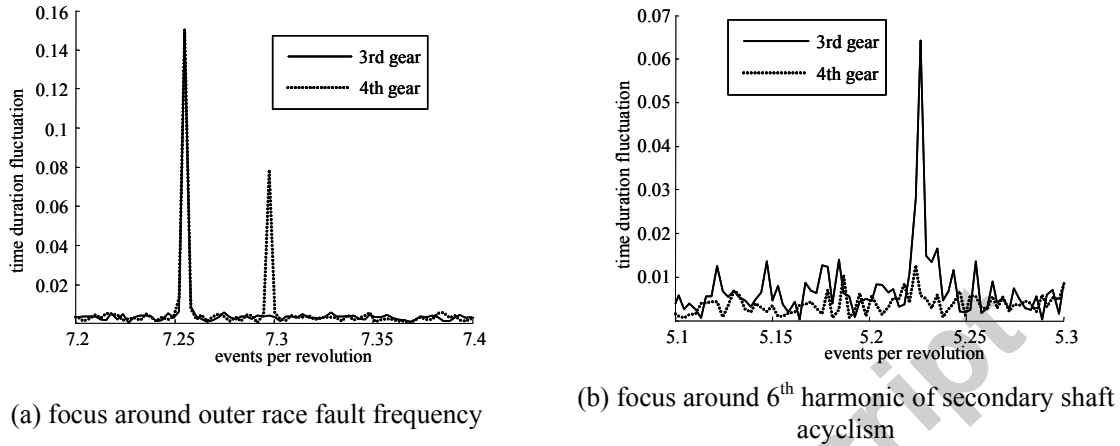 0.16
0.14
0.12
0.1
0.08
0.06
0.04
0.02
time duration fluctuation
3rd gear
4th gear
7.2 7.25 7.3 7.35 7.4
events per revolution
(a) focus around outer race fault frequency
0.07
0.06
0.05
0.04
0.03
0.02
0.01
time duration fluctuation
3rd gear
4th gear
5.1 5.15 5.2 5.25 5.3
events per revolution
(b) focus around 6th harmonic of secondary shaft
acyclism
script